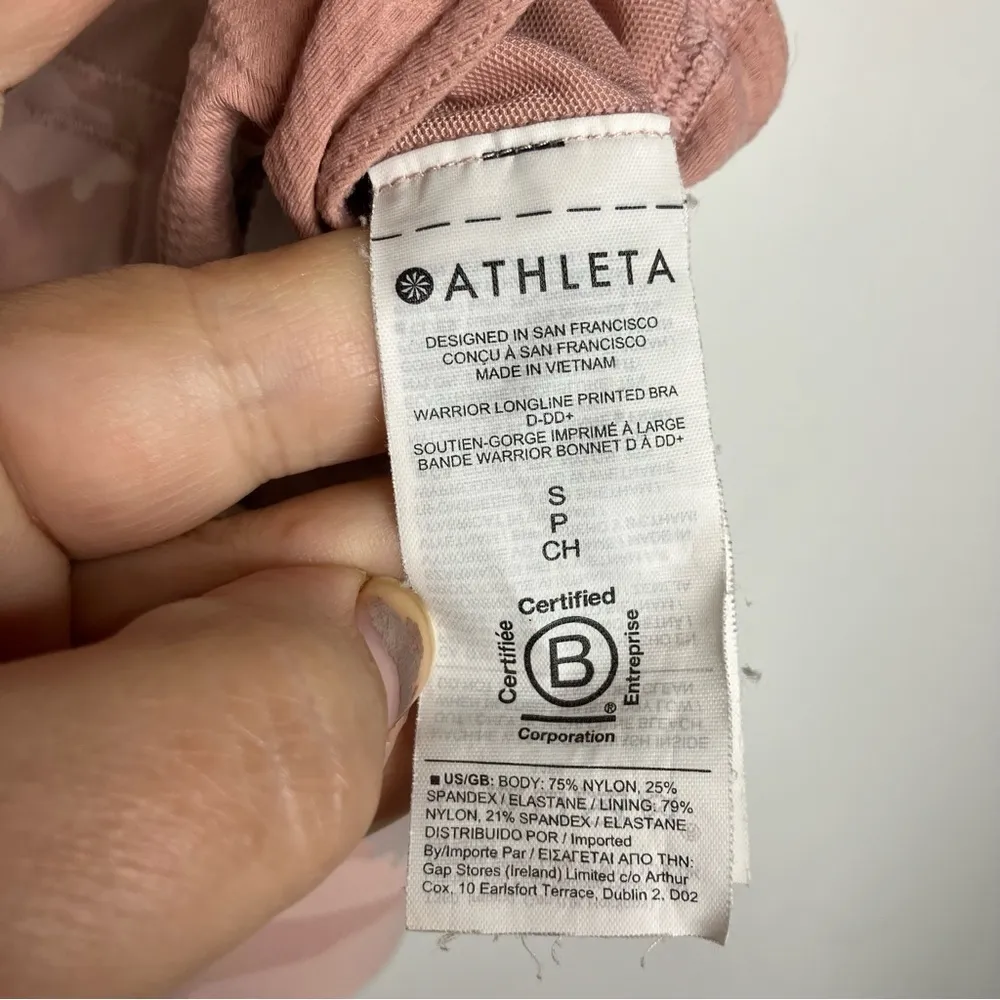 ATHLETA
DESIGNED IN SAN FRANCISCO
CONÇU À SAN FRANCISCO
MADE IN VIETNAM
WARRIOR LONGLINE PRINTED BRA
D-DD+
SOUTIEN-GORGE IMPRIMÉ À LARGE
BANDE WARRIOR BONNET D À DD+
S
P
CH
Certified
Certifiée
B
Entreprise
®
Corporation
■ US/GB: BODY: 75% NYLON, 25%
SPANDEX / ELASTANE / LINING: 79%
NYLON, 21% SPANDEX / ELASTANE
DISTRIBUIDO POR / Imported
By/Importe Par / ΕΙΣΑΓΕΤΑΙ ΑΠΟ ΤΗΝ:
Gap Stores (Ireland) Limited c/o Arthur
Cox, 10 Earlsfort Terrace, Dublin 2, D02